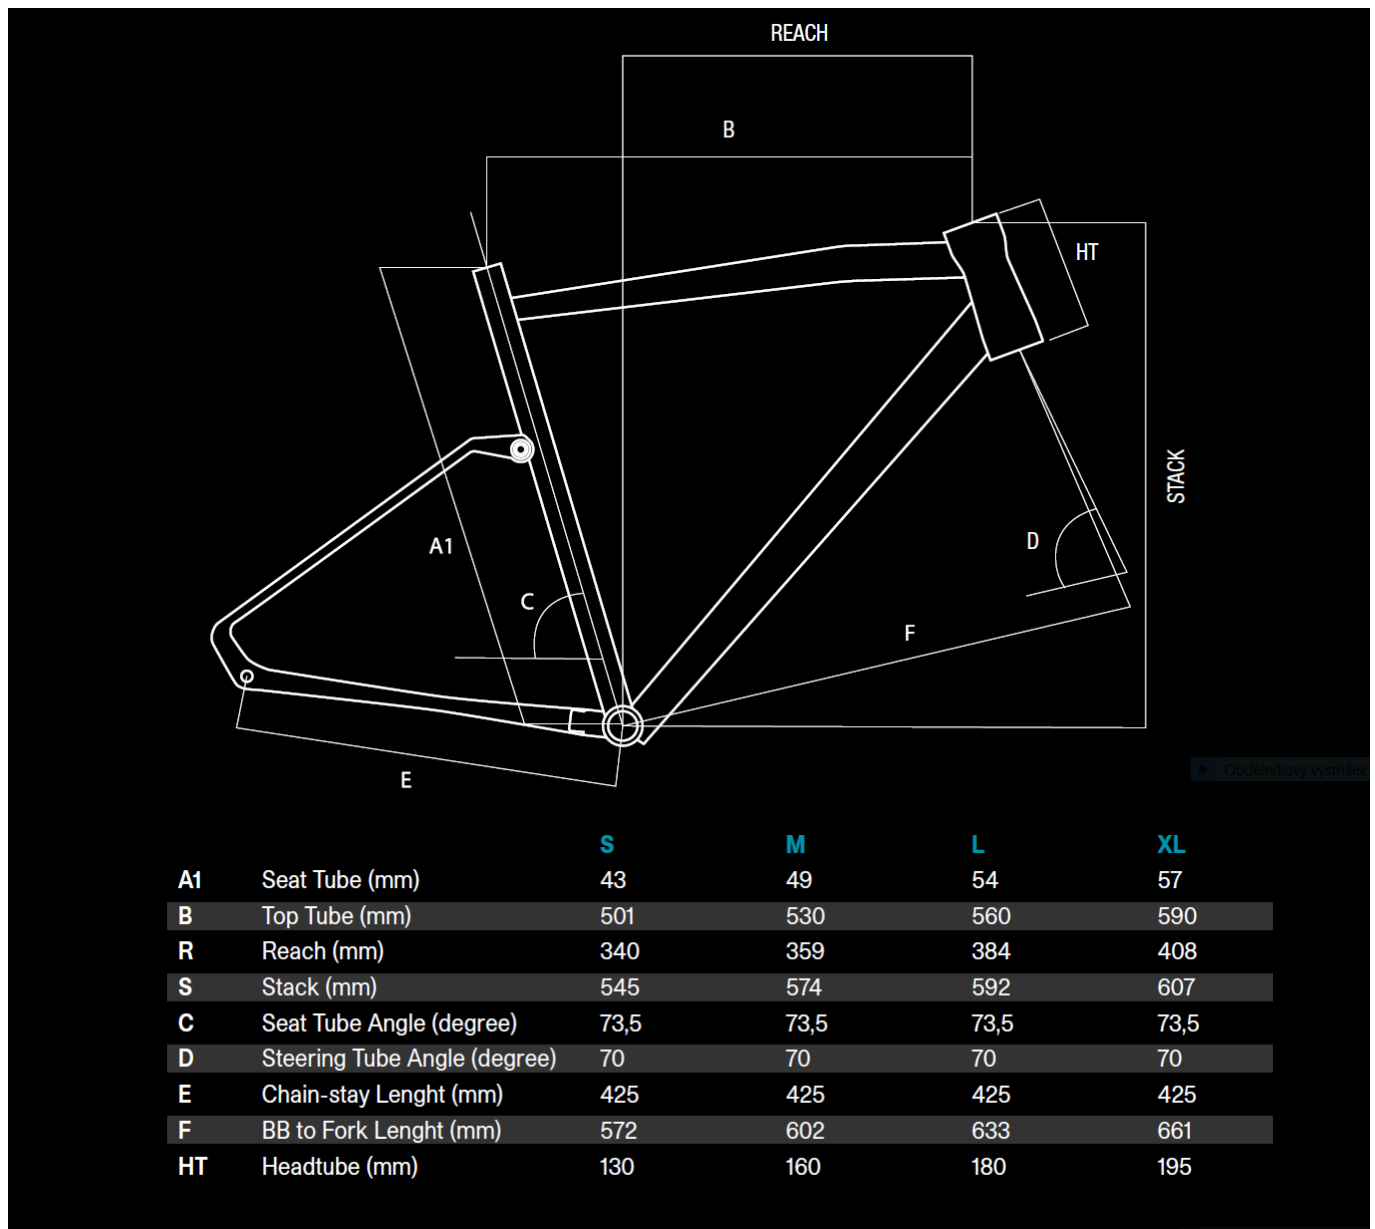 REACH
B
HT
STACK
A1
D
C
F
E
Obdélníkový výstřižek
S M L XL
A1 Seat Tube (mm) 43 49 54 57
B Top Tube (mm) 501 530 560 590
R Reach (mm) 340 359 384 408
S Stack (mm) 545 574 592 607
C Seat Tube Angle (degree) 73,5 73,5 73,5 73,5
D Steering Tube Angle (degree) 70 70 70 70
E Chain-stay Lenght (mm) 425 425 425 425
F BB to Fork Lenght (mm) 572 602 633 661
HT Headtube (mm) 130 160 180 195